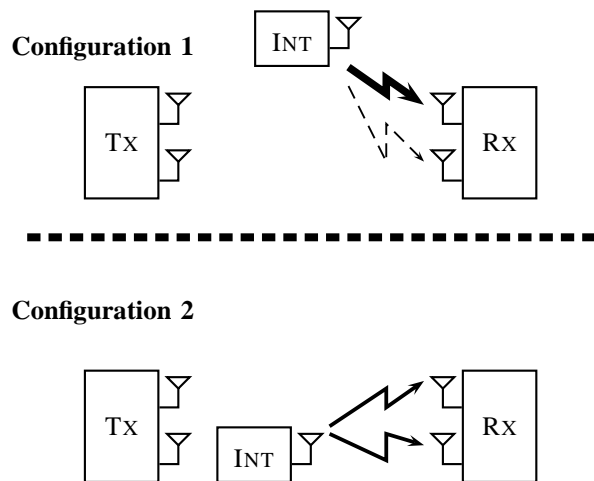 Configuration 1
INT
TX
RX
Configuration 2
TX
INT
RX